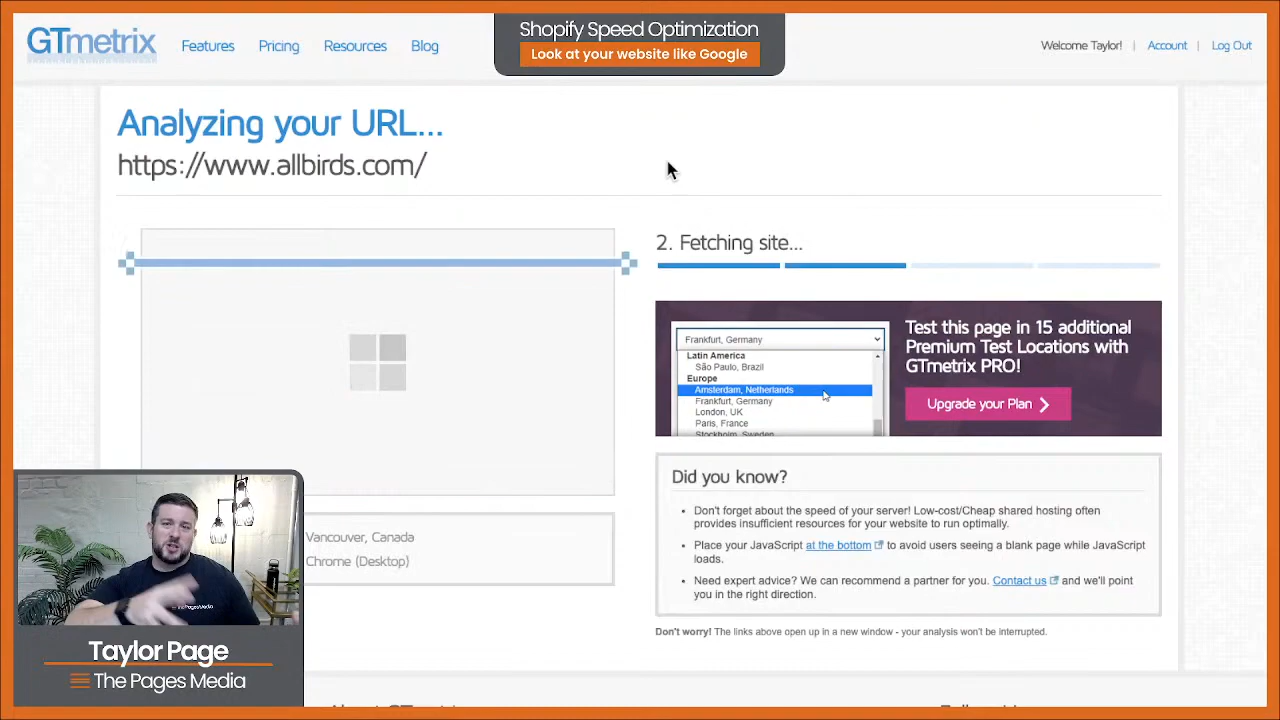 GTmetrix
Features
Pricing
Resources
Blog
Shopify Speed Optimization
Look at your website like Google
Welcome Taylor!
Account
Log Out
Analyzing your URL...
https://www.allbirds.com/
2. Fetching site...
Frankfurt, Germany
Latin America
São Paulo, Brazil
Europe
Amsterdam, Netherlands
Frankfurt, Germany
London, UK
Paris, France
Stockholm, Sweden
Test this page in 15 additional
Premium Test Locations with
GTmetrix PRO!
Upgrade your Plan
Did you know?
Don't forget about the speed of your server! Low-cost/Cheap shared hosting often
provides insufficient resources for your website to run optimally.
Place your JavaScript at the bottom to avoid users seeing a blank page while JavaScript
loads.
Need expert advice? We can recommend a partner for you. Contact us and we'll point
you in the right direction.
Don't worry! The links above open up in a new window - your analysis won't be interrupted.
Vancouver, Canada
Chrome (Desktop)
ThePagesMedia
Taylor Page
The Pages Media